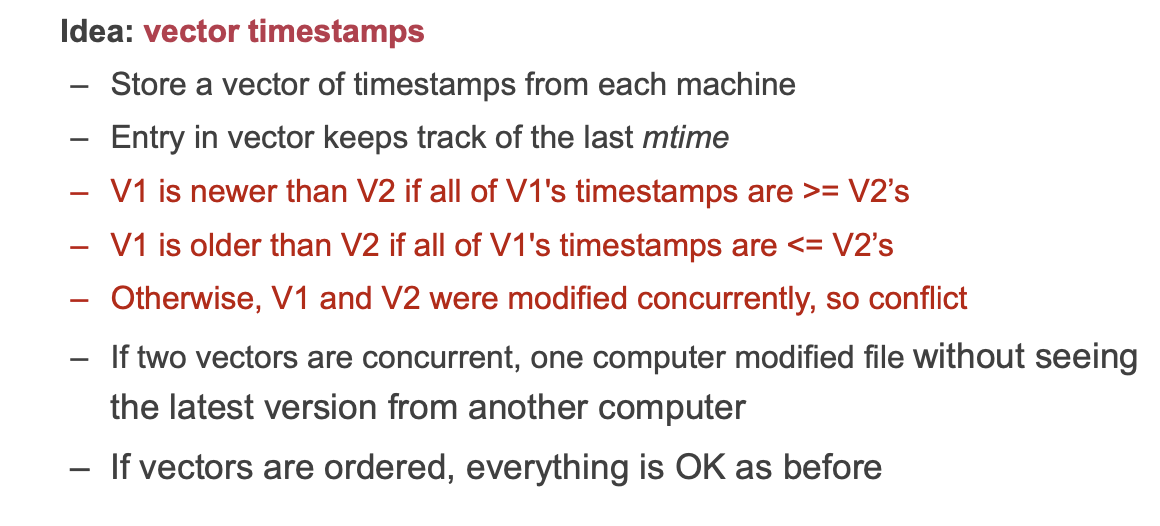 Idea: vector timestamps
– Store a vector of timestamps from each machine
– Entry in vector keeps track of the last mtime
– V1 is newer than V2 if all of V1's timestamps are >= V2’s
– V1 is older than V2 if all of V1's timestamps are <= V2’s
– Otherwise, V1 and V2 were modified concurrently, so conflict
– If two vectors are concurrent, one computer modified file without seeing
the latest version from another computer
– If vectors are ordered, everything is OK as before